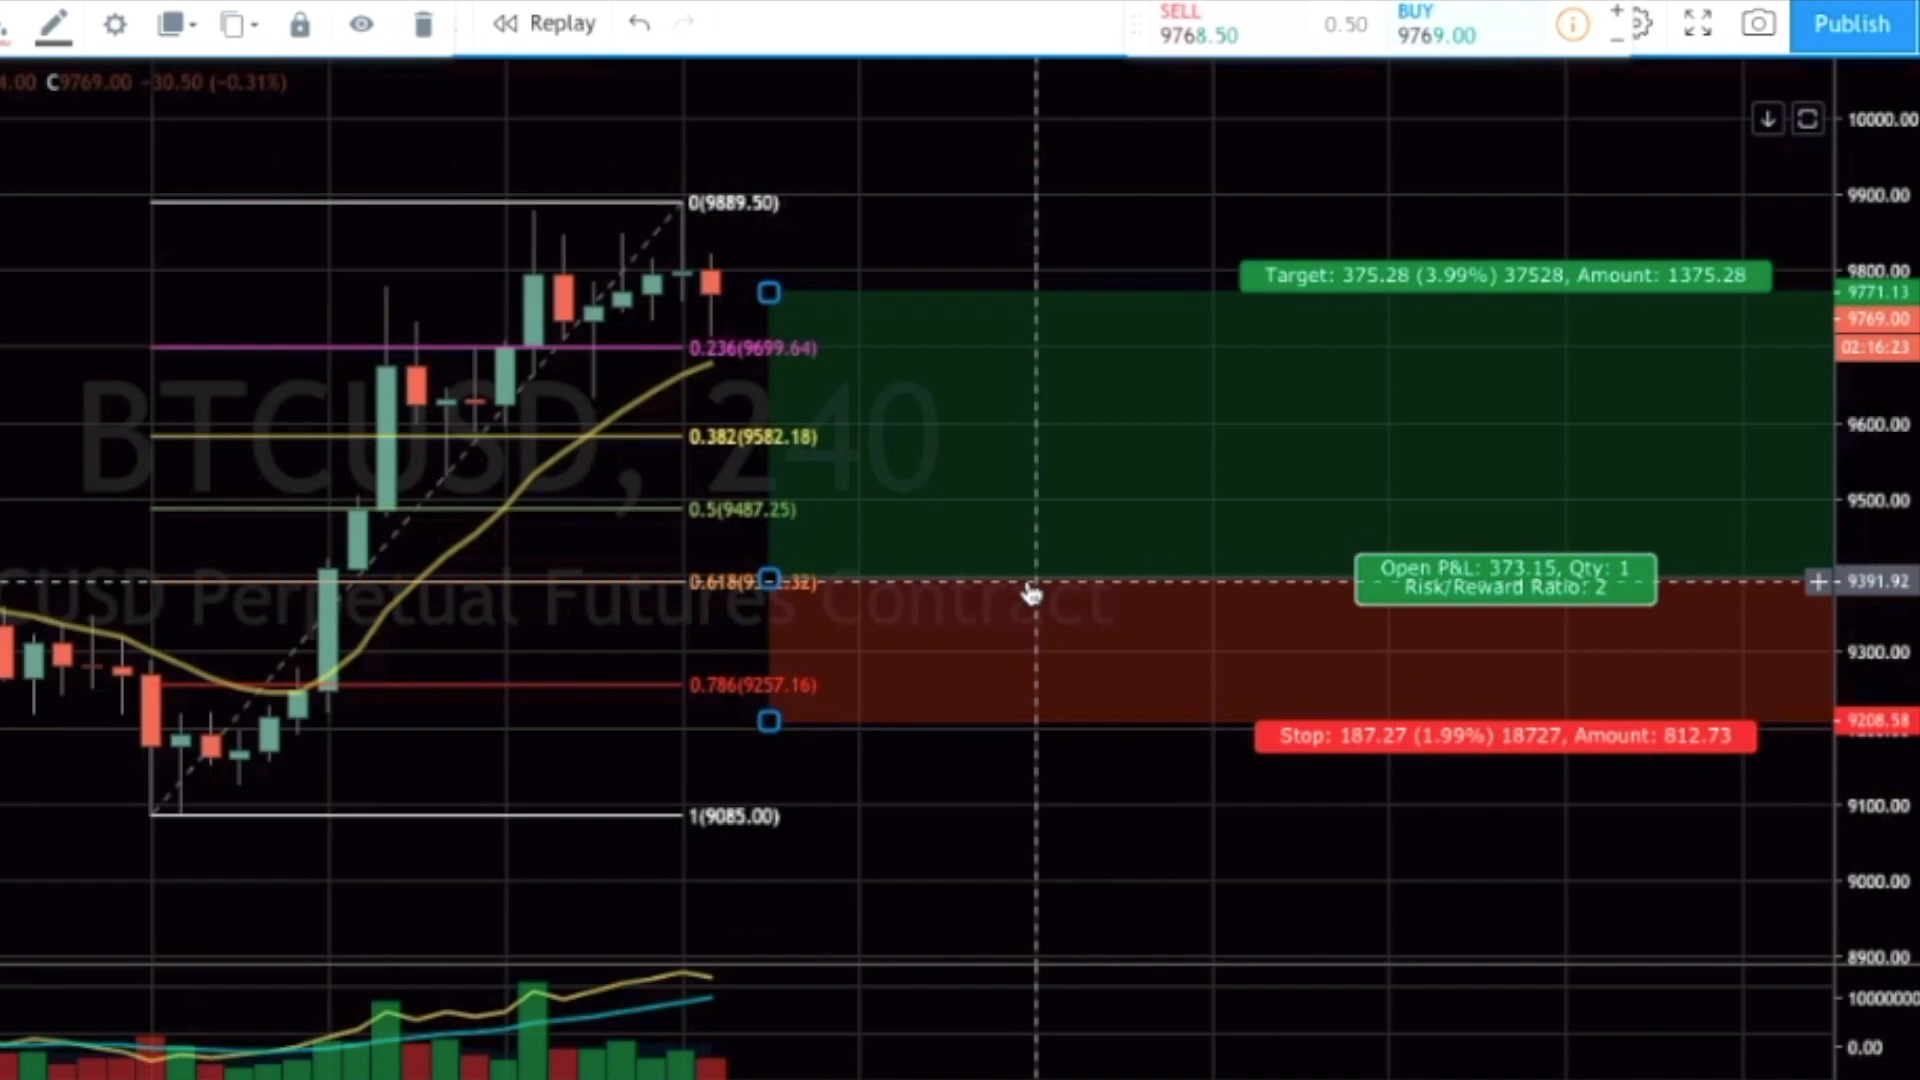 Replay
SELL
9768.50
0.50
BUY
9769.00
Publish
4.00 C9769.00 −30.50 (−0.31%)
10000.00
9900.00
0(9889.50)
9800.00
Target: 375.28 (3.99%) 37528, Amount: 1375.28
9771.13
9769.00
02:16:23
0.236(9699.64)
BTCUSD, 240
0.382(9582.18)
9600.00
0.5(9487.25)
9500.00
Open P&L: 373.15, Qty: 1
Risk/Reward Ratio: 2
9391.92
USD Perpetual Futures Contract
9300.00
0.786(9257.16)
9208.58
Stop: 187.27 (1.99%) 18727, Amount: 812.73
9100.00
1(9085.00)
9000.00
8900.00
10000000
0.00